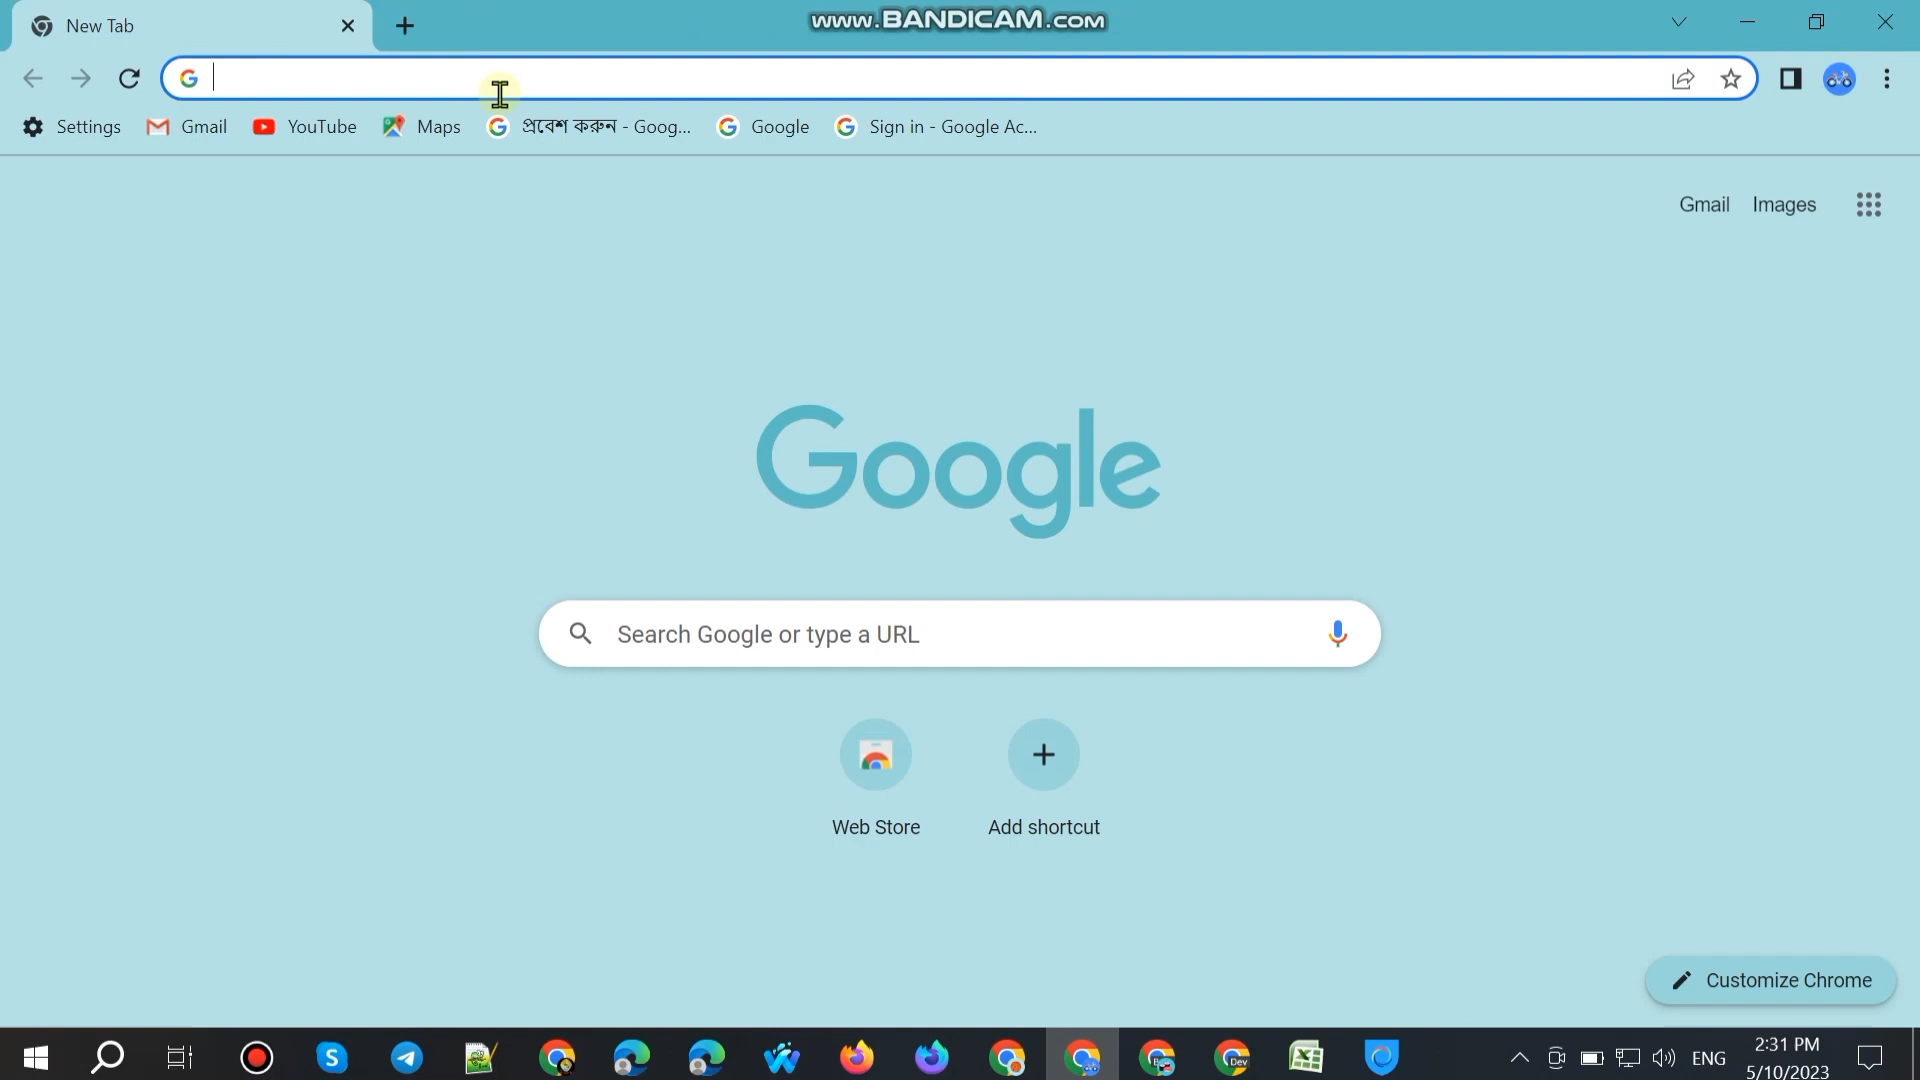 New Tab
www.BANDICAM.com
Settings
Gmail
YouTube
Maps
প্রবেশ করুন - Goog...
Google
Sign in - Google Ac...
Gmail
Images
Google
Search Google or type a URL
Web Store
Add shortcut
Customize Chrome
Dev
ENG
2:31 PM
5/10/2023